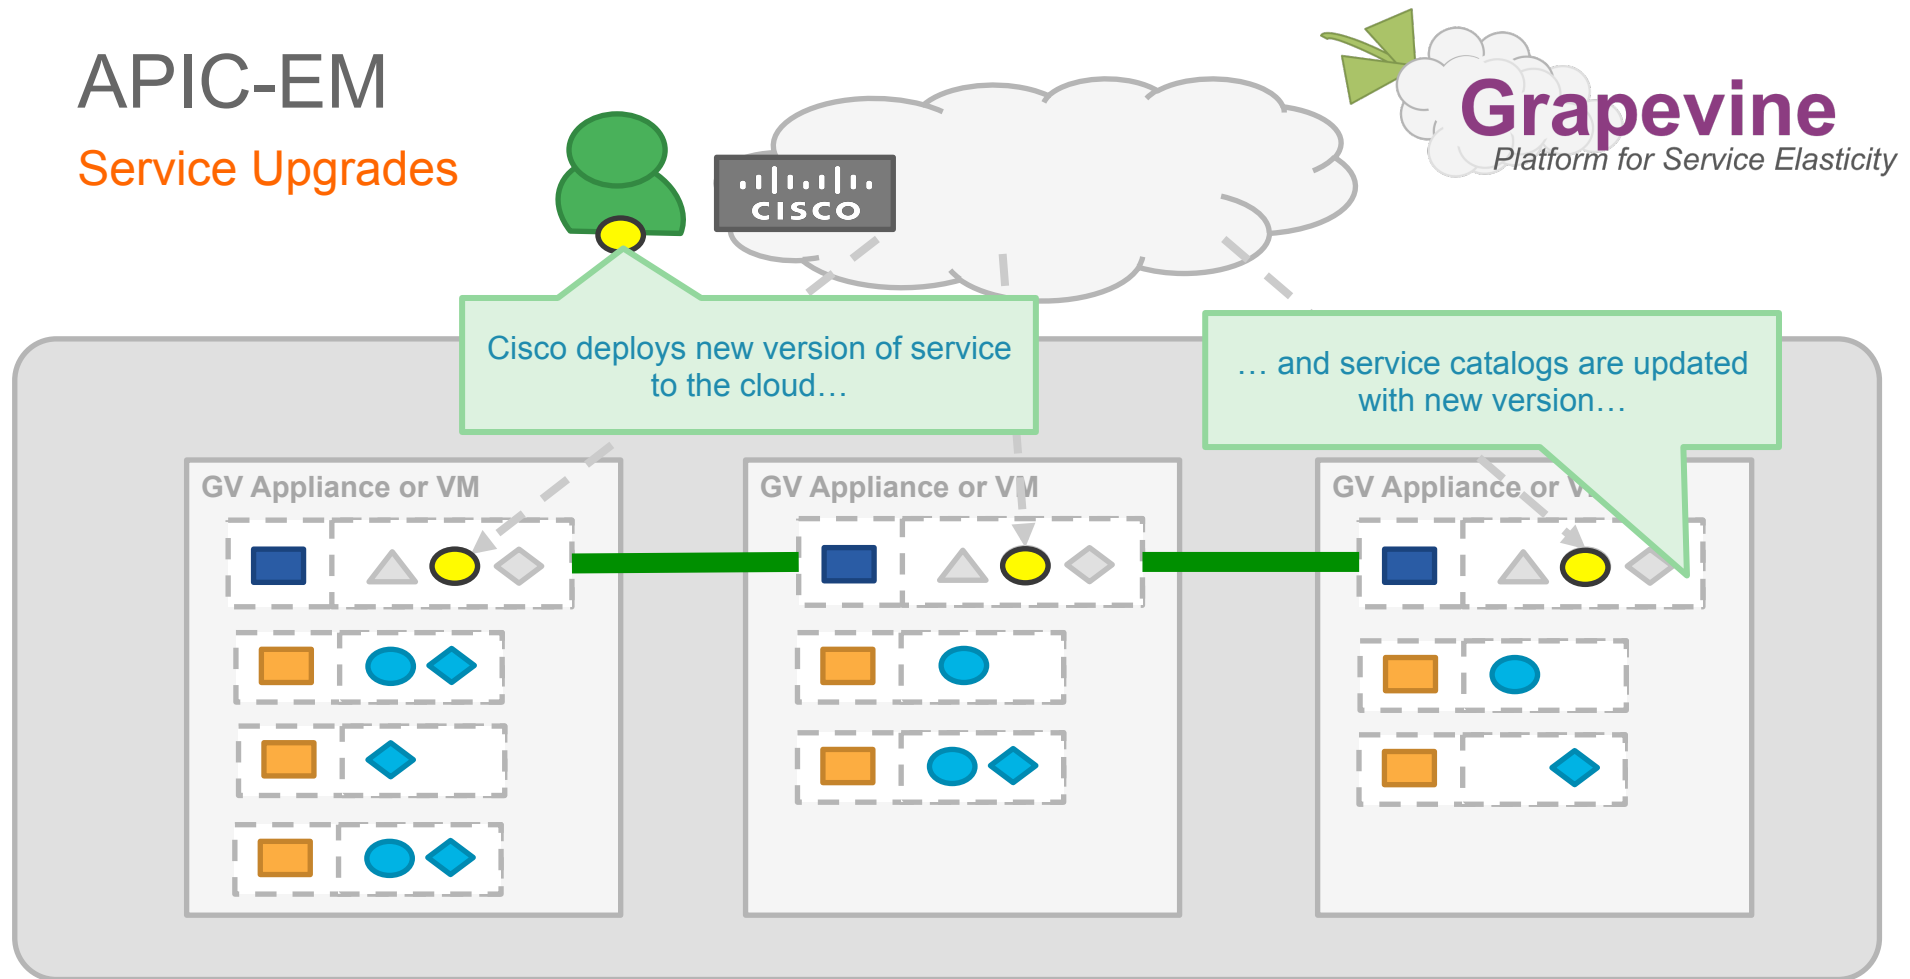 APIC-EM
Service Upgrades
CISCO
Grapevine
Platform for Service Elasticity
Cisco deploys new version of service
to the cloud…
… and service catalogs are updated
with new version…
GV Appliance or VM
GV Appliance or VM
GV Appliance or